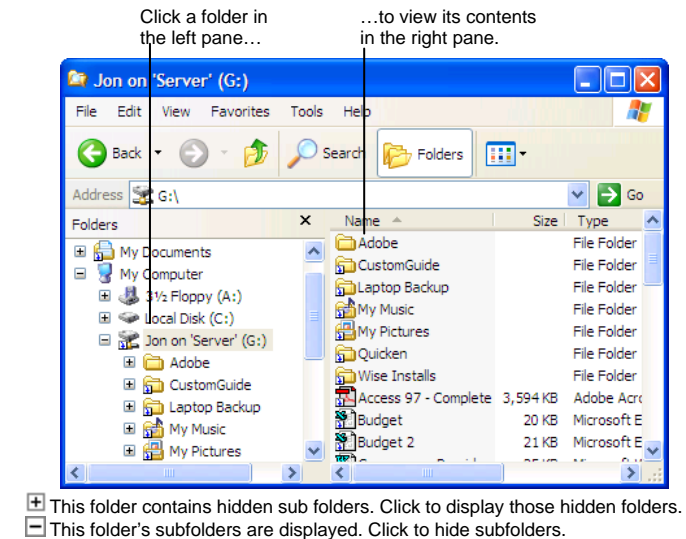 Click a folder in
the left pane…
…to view its contents
in the right pane.
Jon on 'Server' (G:)
File Edit View Favorites Tools Help
Back Search Folders
Address G:\ Go
Folders
My Documents
My Computer
3½ Floppy (A:)
Local Disk (C:)
Jon on 'Server' (G:)
Adobe
CustomGuide
Laptop Backup
My Music
My Pictures
Name Size Type
Adobe File Folder
CustomGuide File Folder
Laptop Backup File Folder
My Music File Folder
My Pictures File Folder
Quicken File Folder
Wise Installs File Folder
Access 97 - Complete 3,594 KB Adobe Acro
Budget 20 KB Microsoft E
Budget 2 21 KB Microsoft E
This folder contains hidden sub folders. Click to display those hidden folders.
This folder's subfolders are displayed. Click to hide subfolders.